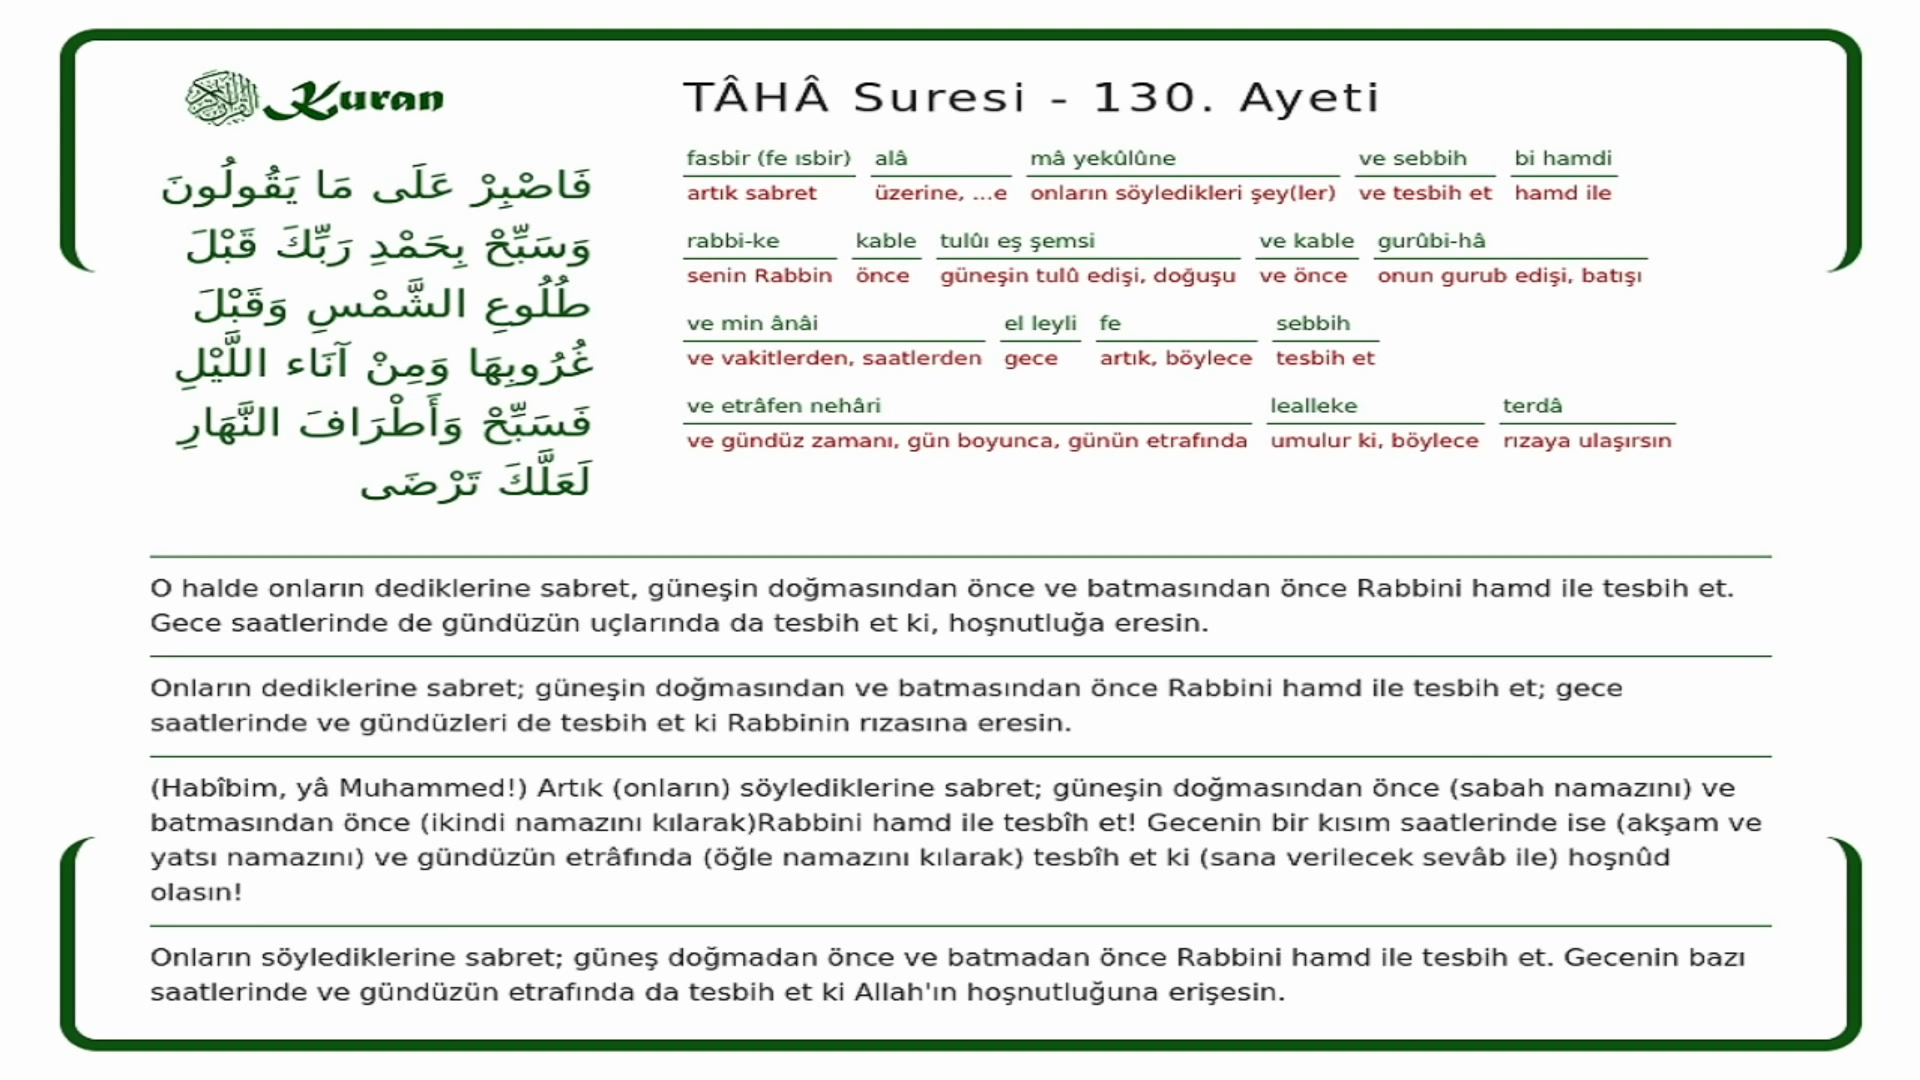 Kuran
TÂHÂ Suresi - 130. Ayeti
فَاصْبِرْ عَلَى مَا يَقُولُونَ
وَسَبِّحْ بِحَمْدِ رَبِّكَ قَبْلَ
طُلُوعِ الشَّمْسِ وَقَبْلَ
غُرُوبِهَا وَمِنْ آنَاء اللَّيْلِ
فَسَبِّحْ وَأَطْرَافَ النَّهَارِ
لَعَلَّكَ تَرْضَى
fasbir (fe ısbir) alâ mâ yekûlûne ve sebbih bi hamdi
artık sabret üzerine, ...e onların söyledikleri şey(ler) ve tesbih et hamd ile
rabbi-ke kable tulûı eş şemsi ve kable gurûbi-hâ
senin Rabbin önce güneşin tulû edişi, doğuşu ve önce onun gurub edişi, batışı
ve min ânâi el leyli fe sebbih
ve vakitlerden, saatlerden gece artık, böylece tesbih et
ve etrâfen nehâri lealleke terdâ
ve gündüz zamanı, gün boyunca, günün etrafında umulur ki, böylece rızaya ulaşırsın
O halde onların dediklerine sabret, güneşin doğmasından önce ve batmasından önce Rabbini hamd ile tesbih et.
Gece saatlerinde de gündüzün uçlarında da tesbih et ki, hoşnutluğa eresin.
Onların dediklerine sabret; güneşin doğmasından ve batmasından önce Rabbini hamd ile tesbih et; gece
saatlerinde ve gündüzleri de tesbih et ki Rabbinin rızasına eresin.
(Habîbim, yâ Muhammed!) Artık (onların) söylediklerine sabret; güneşin doğmasından önce (sabah namazını) ve
batmasından önce (ikindi namazını kılarak)Rabbini hamd ile tesbîh et! Gecenin bir kısım saatlerinde ise (akşam ve
yatsı namazını) ve gündüzün etrâfında (öğle namazını kılarak) tesbîh et ki (sana verilecek sevâb ile) hoşnûd
olasın!
Onların söylediklerine sabret; güneş doğmadan önce ve batmadan önce Rabbini hamd ile tesbih et. Gecenin bazı
saatlerinde ve gündüzün etrafında da tesbih et ki Allah'ın hoşnutluğuna erişesin.